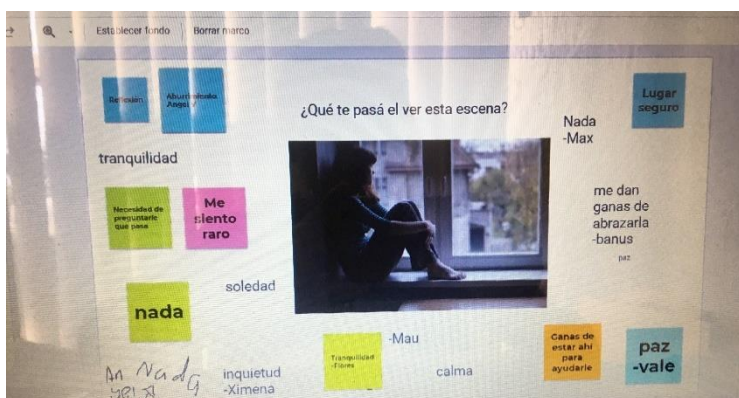 Establecer fondo
Borrar marco
¿Qué te pasá el ver esta escena?
Reflexión
Aburrimiento
Lugar
seguro
Nada
-Max
tranquilidad
Necesidad de
preguntarle
que pasa
Me
siento
raro
me dan
ganas de
abrazarla
-banus
paz
soledad
nada
-Mau
Tranquilidad
-Flores
Ganas de
estar ahí
para
ayudarle
paz
-vale
Nada
inquietud
-Ximena
calma